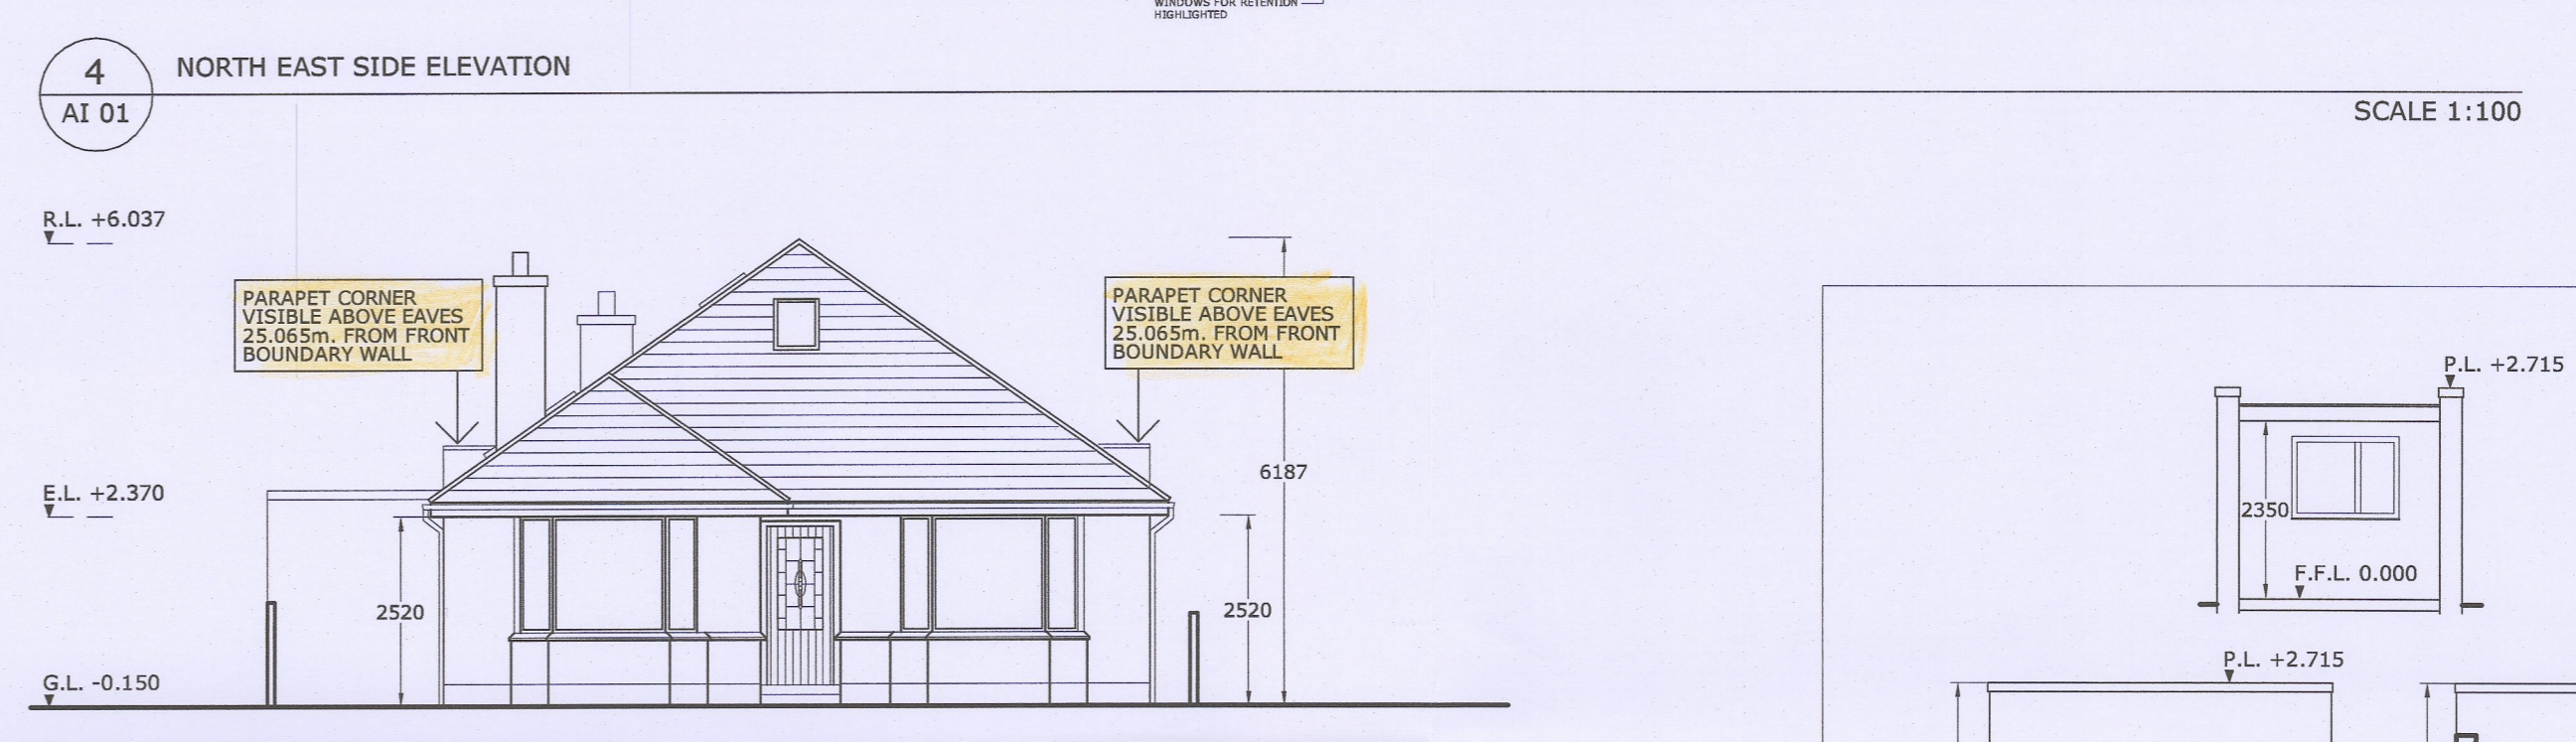 WINDOWS FOR RETENTION
HIGHLIGHTED
4
AI 01
NORTH EAST SIDE ELEVATION
SCALE 1:100
R.L. +6.037
PARAPET CORNER
VISIBLE ABOVE EAVES
25.065m. FROM FRONT
BOUNDARY WALL
PARAPET CORNER
VISIBLE ABOVE EAVES
25.065m. FROM FRONT
BOUNDARY WALL
P.L. +2.715
6187
E.L. +2.370
2350
F.F.L. 0.000
2520
2520
P.L. +2.715
G.L. -0.150